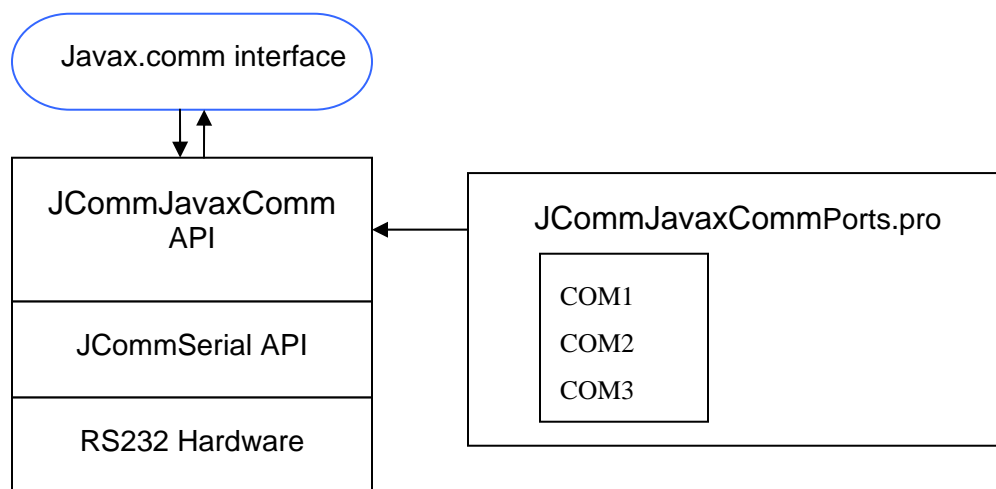 Javax.comm interface
JCommJavaxComm
API
JCommSerial API
RS232 Hardware
JCommJavaxCommPorts.pro
COM1
COM2
COM3